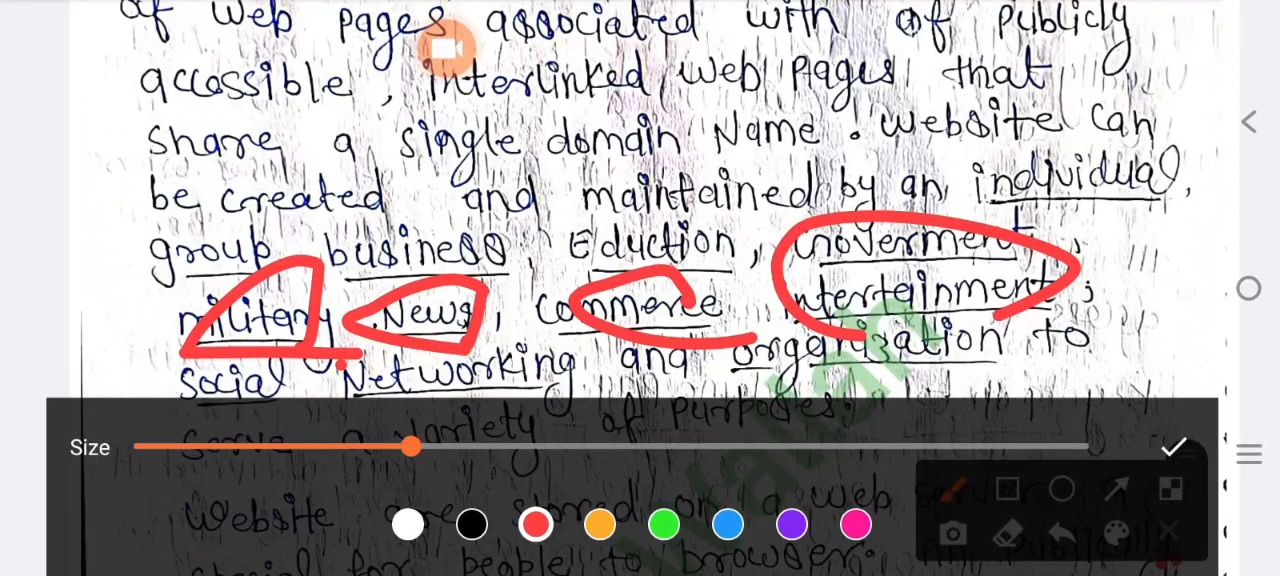 of web pages associated with of publicly
accossible, interlinked web pages that
share a single domain Name. website can
be created and maintained by an individual,
group business, Eduction, Goverment,
military, News, Commerce intertainment,
social Networking and organization to
serve a variety of purposes.
Size
Website are stored on a web
for people to browser.